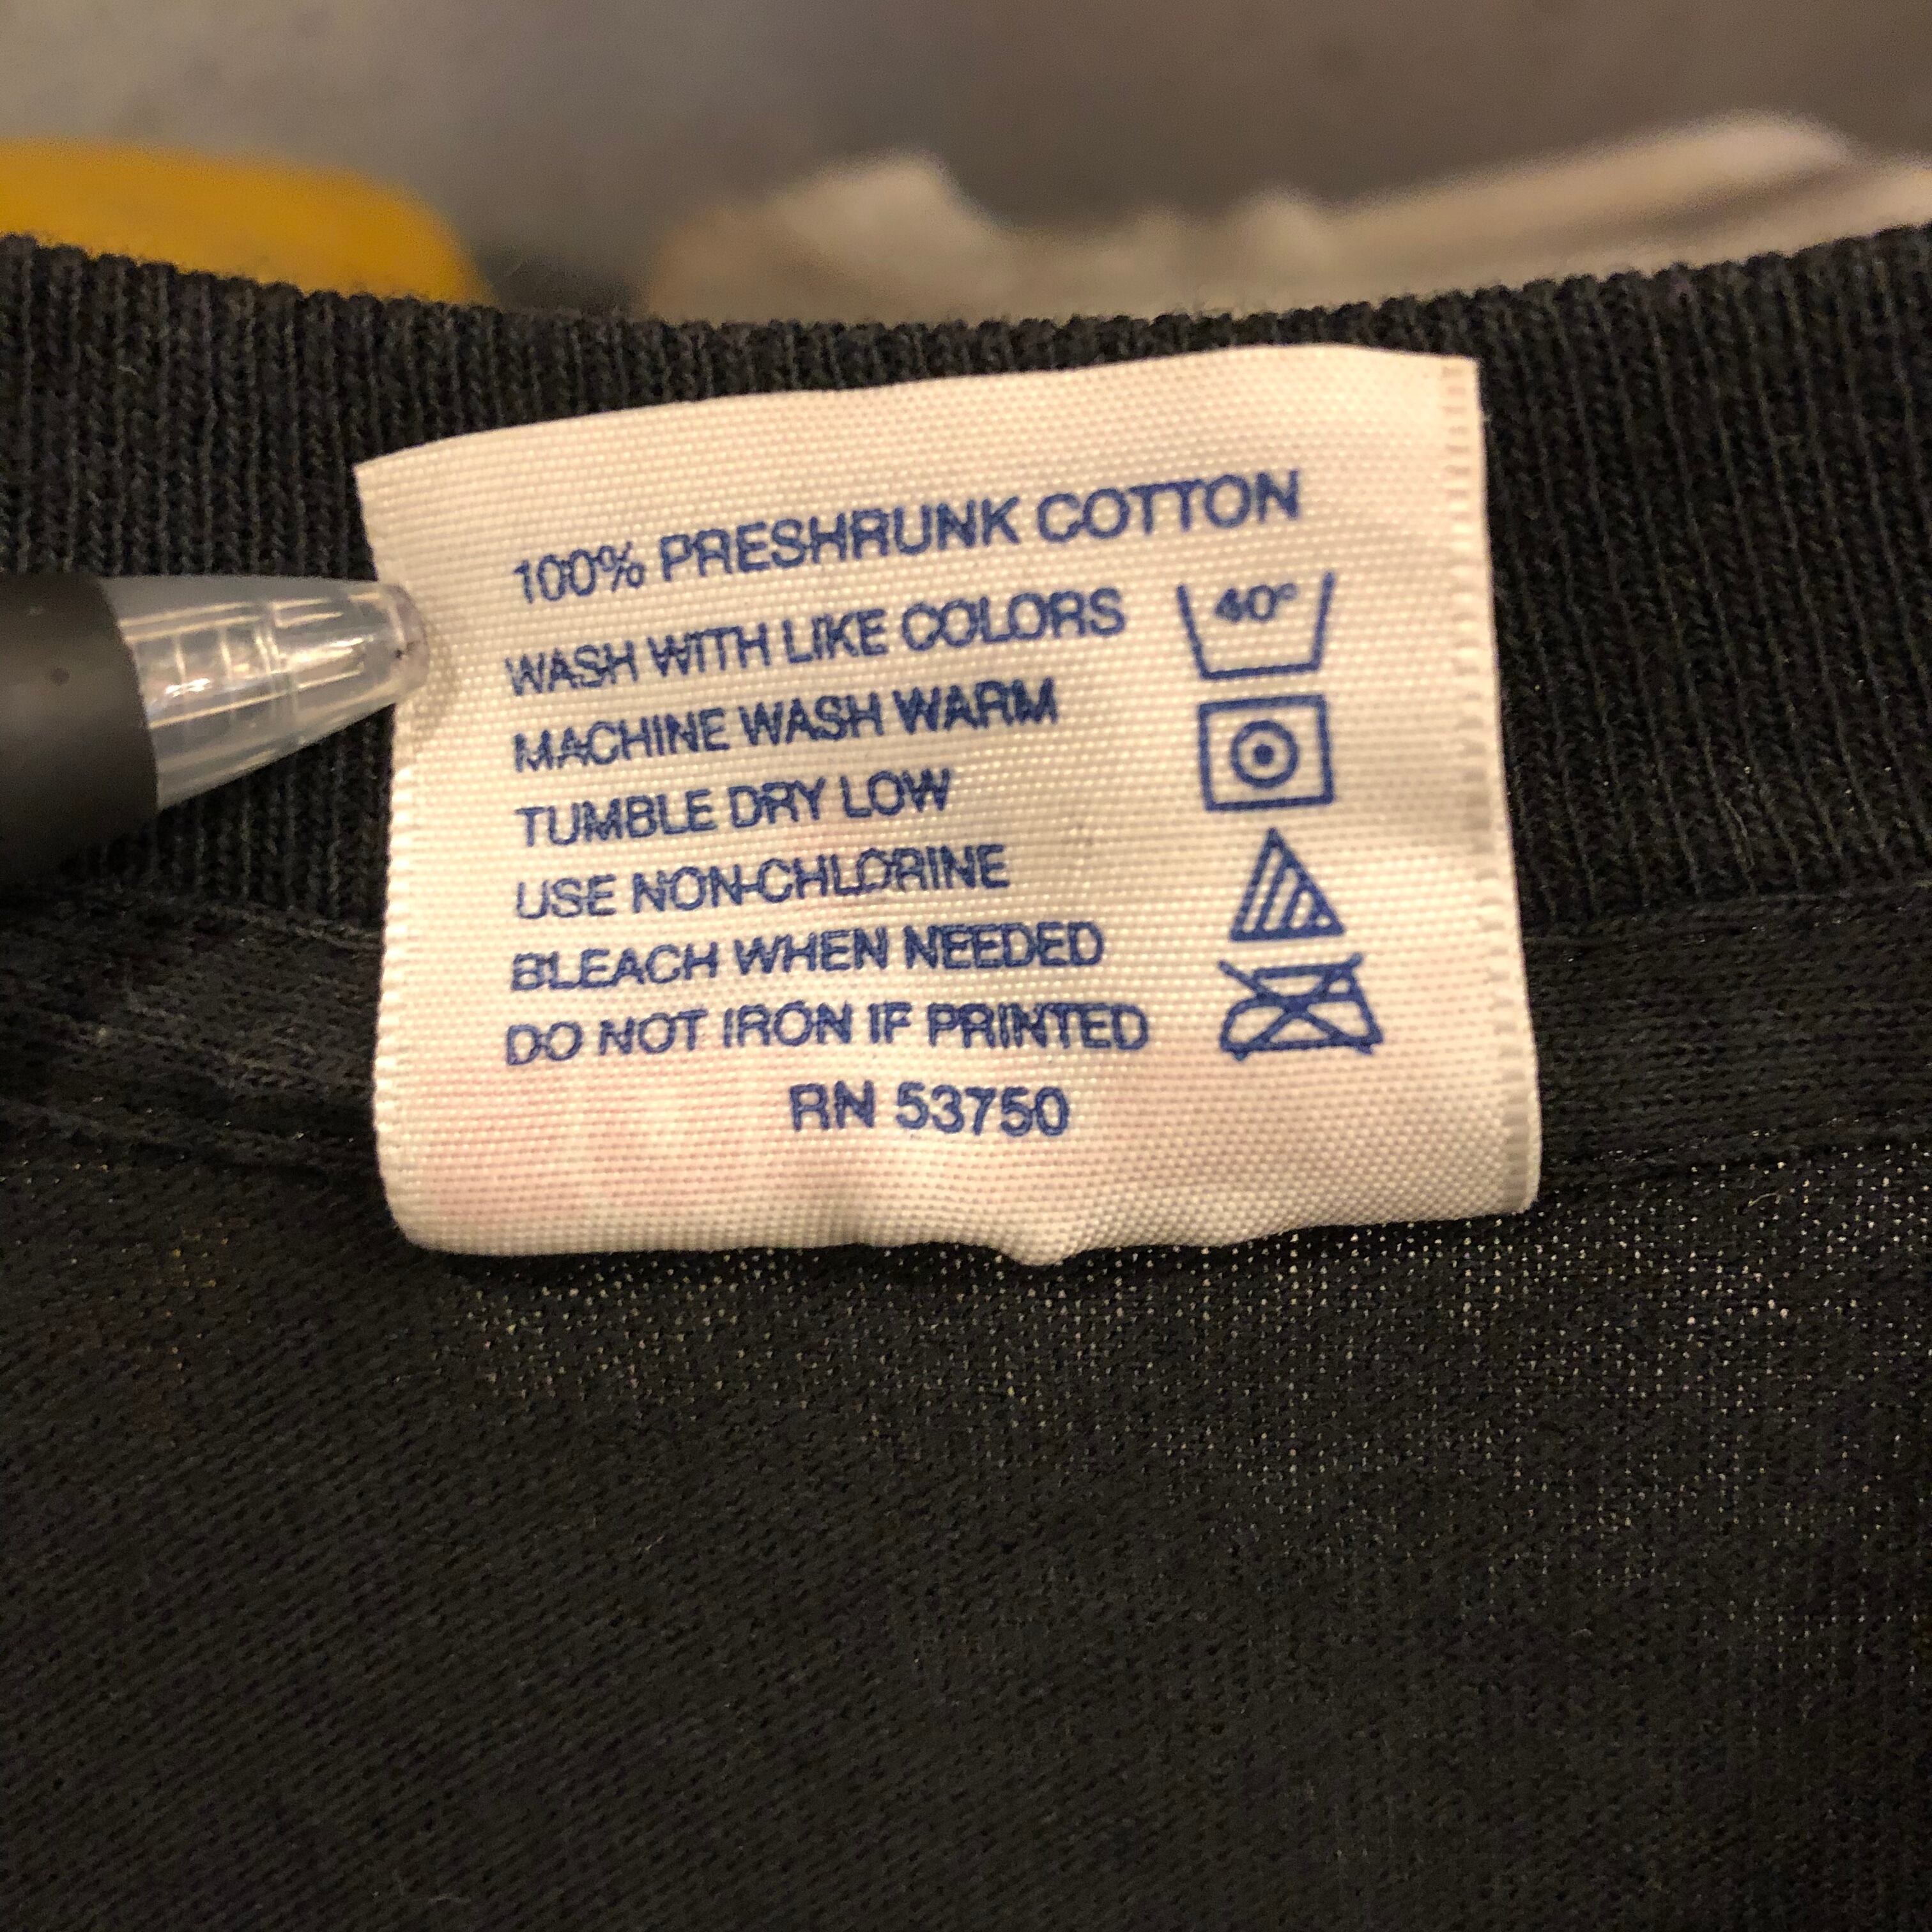 100% PRESHRUNK COTTON
WASH WITH LIKE COLORS
40°
MACHINE WASH WARM
TUMBLE DRY LOW
USE NON-CHLORINE
BLEACH WHEN NEEDED
DO NOT IRON IF PRINTED
RN 53750